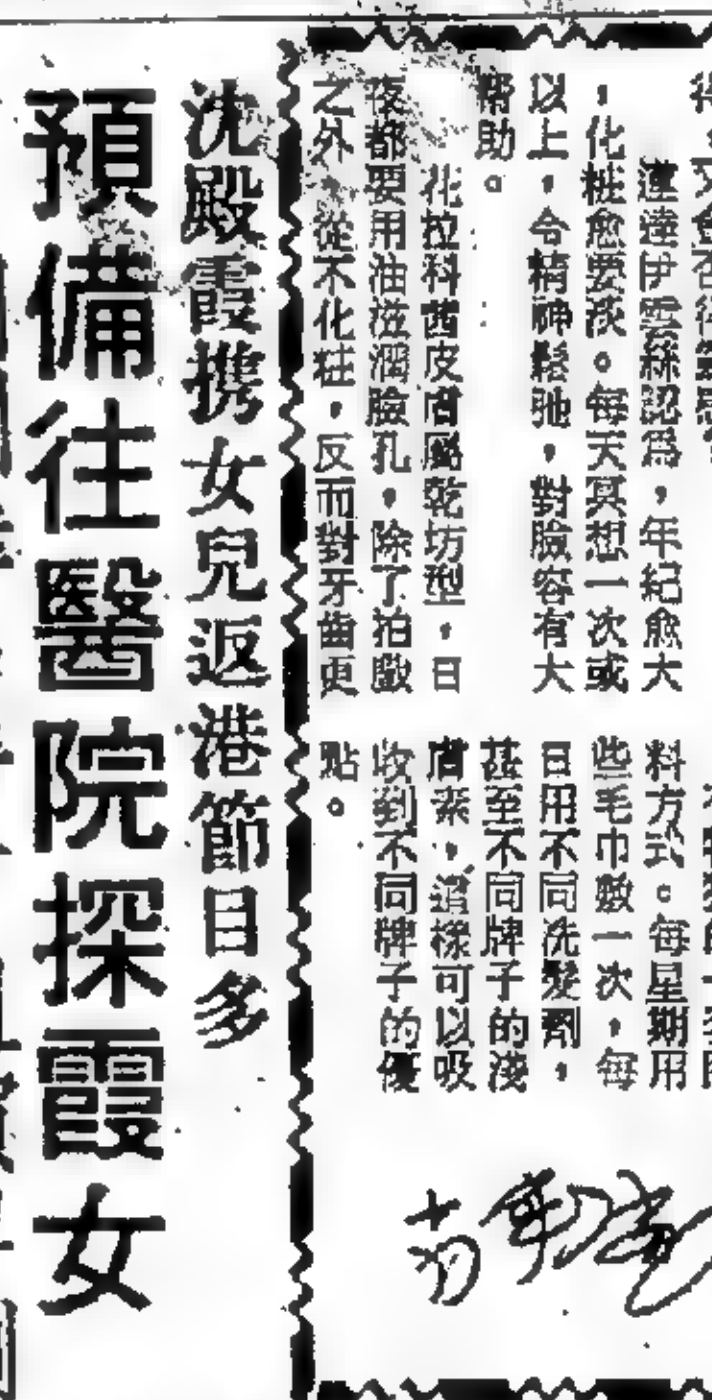 蓮達伊雲絲認為，年紀愈大
，化粧愈要淡。每天冥想一次或
以上，令精神鬆弛，對臉容有大
幫助。
花拉科茜皮膚屬乾坊型，日
夜都要用油滋潤臉孔，除了拍戲
之外，從不化粧，反而對牙齒更
料方式。每星期用
些毛巾敷一次，每
日用不同洗髮劑，
甚至不同牌子的
膚素，這樣可以吸
收到不同牌子的優
點。
沈殿霞携女兒返港節目多
預備往醫院探霞女